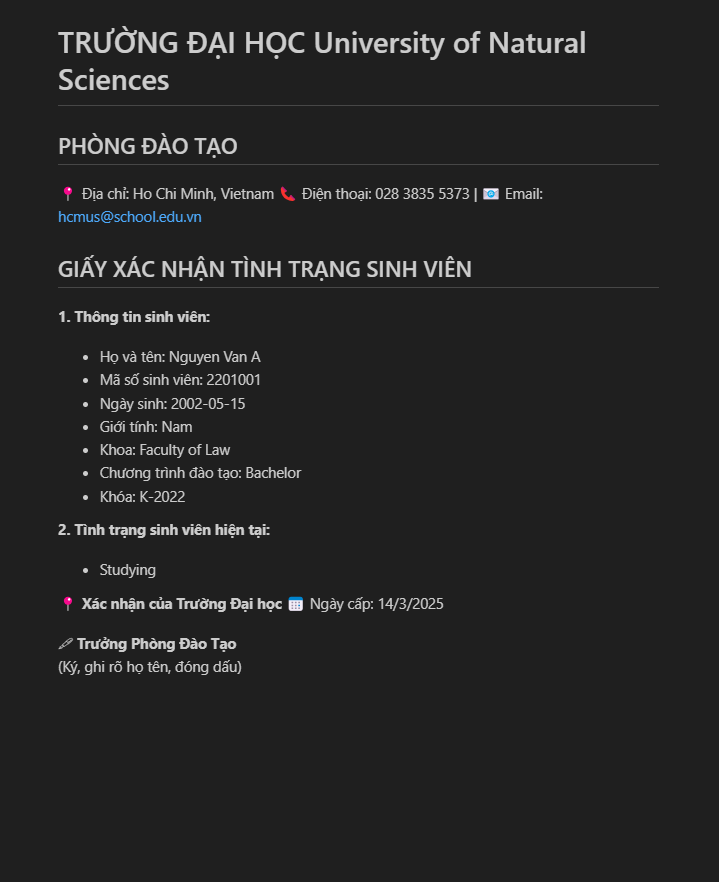 TRƯỜNG ĐẠI HỌC University of Natural
Sciences
PHÒNG ĐÀO TẠO
📍 Địa chỉ: Ho Chi Minh, Vietnam 📞 Điện thoại: 028 3835 5373 | 📧 Email:
hcmus@school.edu.vn
GIẤY XÁC NHẬN TÌNH TRẠNG SINH VIÊN
1. Thông tin sinh viên:
• Họ và tên: Nguyen Van A
• Mã số sinh viên: 2201001
• Ngày sinh: 2002-05-15
• Giới tính: Nam
• Khoa: Faculty of Law
• Chương trình đào tạo: Bachelor
• Khóa: K-2022
2. Tình trạng sinh viên hiện tại:
• Studying
📍 Xác nhận của Trường Đại học 📅 Ngày cấp: 14/3/2025
🖋 Trưởng Phòng Đào Tạo
(Ký, ghi rõ họ tên, đóng dấu)